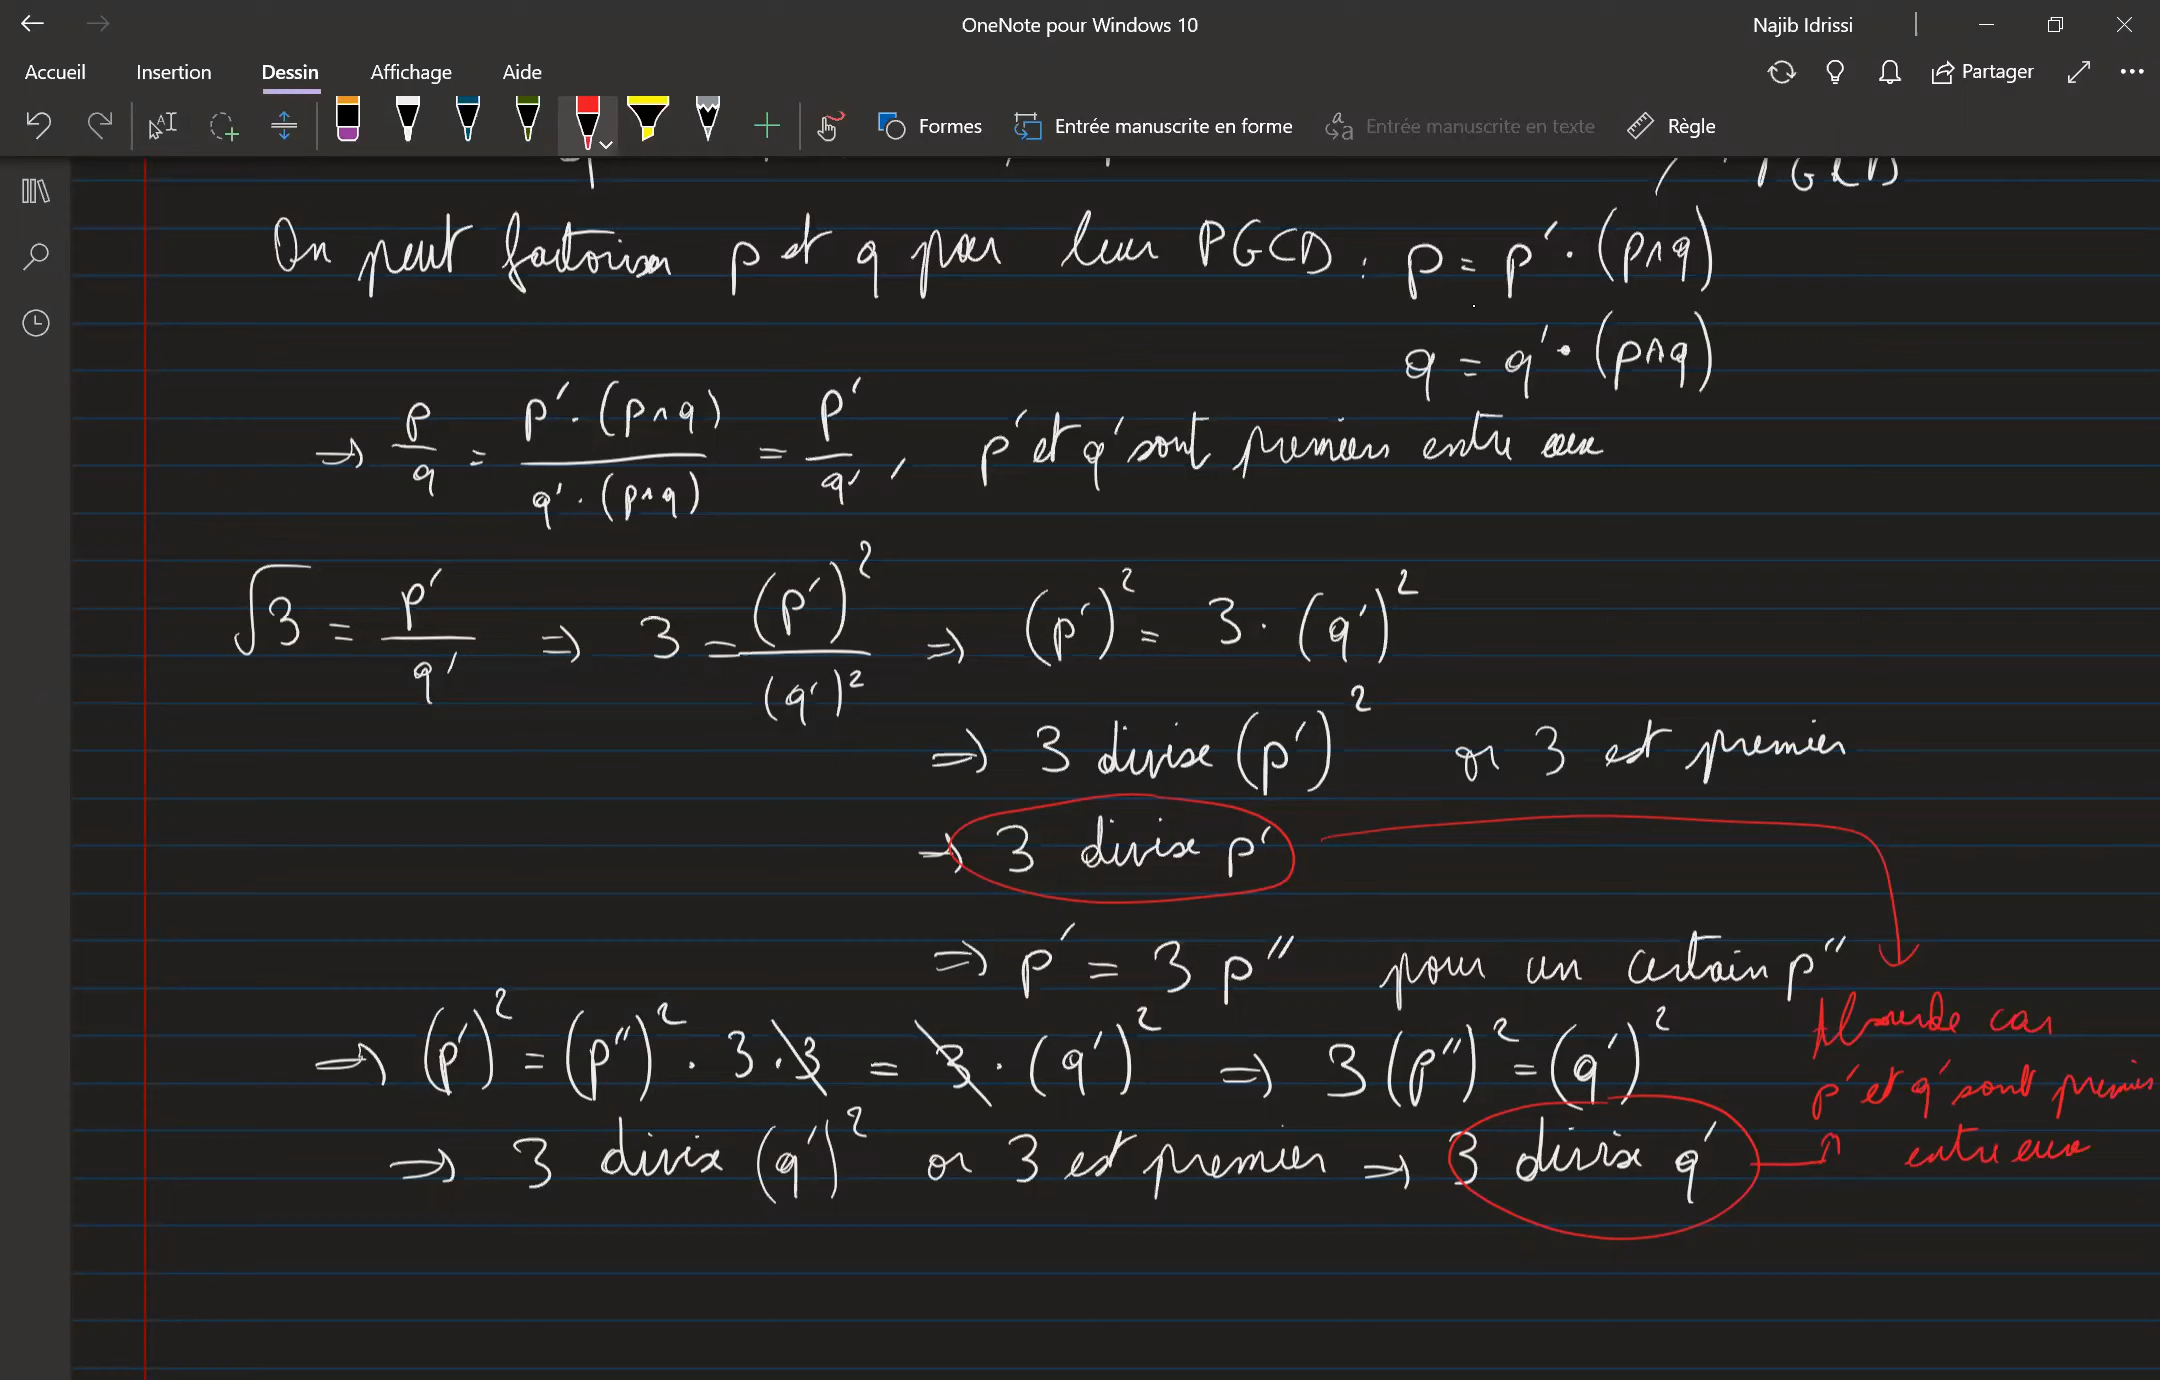 OneNote pour Windows 10
Najib Idrissi
Accueil Insertion Dessin Affichage Aide
Partager
Formes Entrée manuscrite en forme Entrée manuscrite en texte Règle
PGCD
On peut factoriser p et q par leur PGCD : p = p' · (p∧q)
q = q' · (p∧q)
⇒ p/q = p' · (p∧q) / q' · (p∧q) = p'/q' , p' et q' sont premiers entre eux
√3 = p'/q' ⇒ 3 = (p')²/(q')² ⇒ (p')² = 3 · (q')²
⇒ 3 divise (p')² or 3 est premier
⇒ 3 divise p'
⇒ p' = 3 p'' pour un certain p''
⇒ (p')² = (p'')² · 3 · 3 = 3 · (q')² ⇒ 3 (p'')² = (q')²
⇒ 3 divise (q')² or 3 est premier ⇒ 3 divise q'
Absurde car
p' et q' sont premiers
entre eux